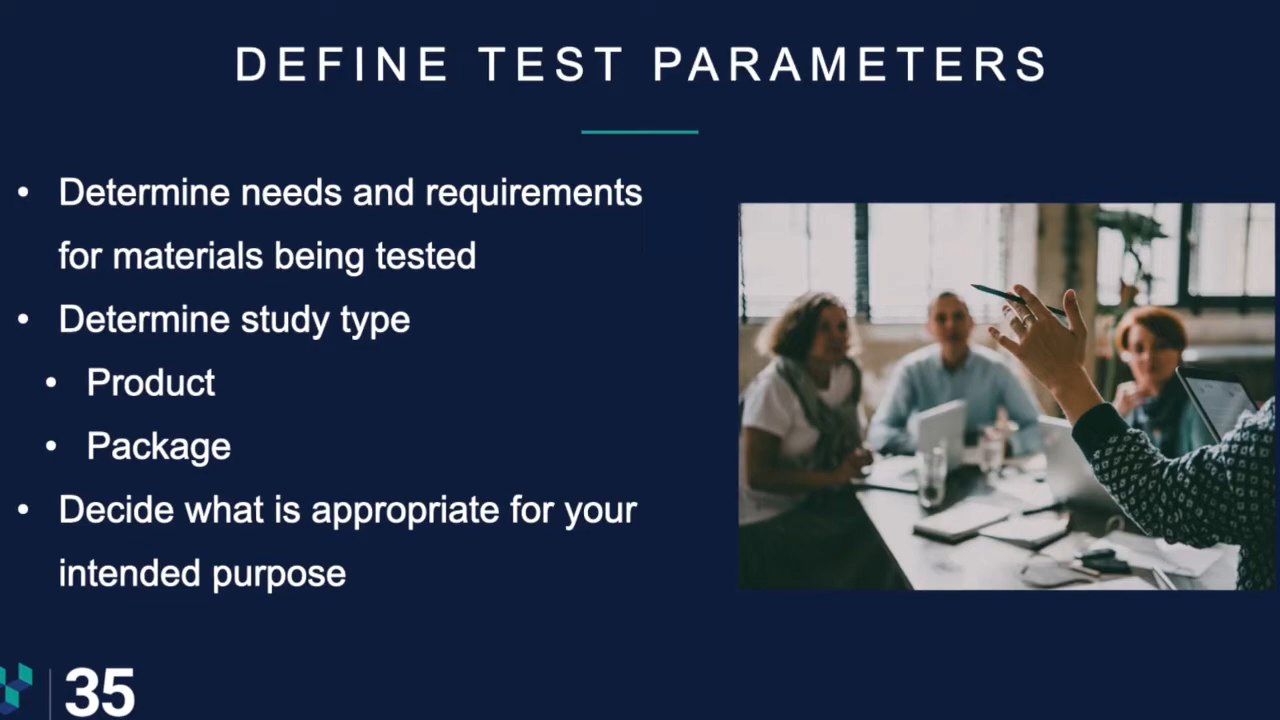 DEFINE TEST PARAMETERS
• Determine needs and requirements
for materials being tested
• Determine study type
• Product
• Package
• Decide what is appropriate for your
intended purpose
35